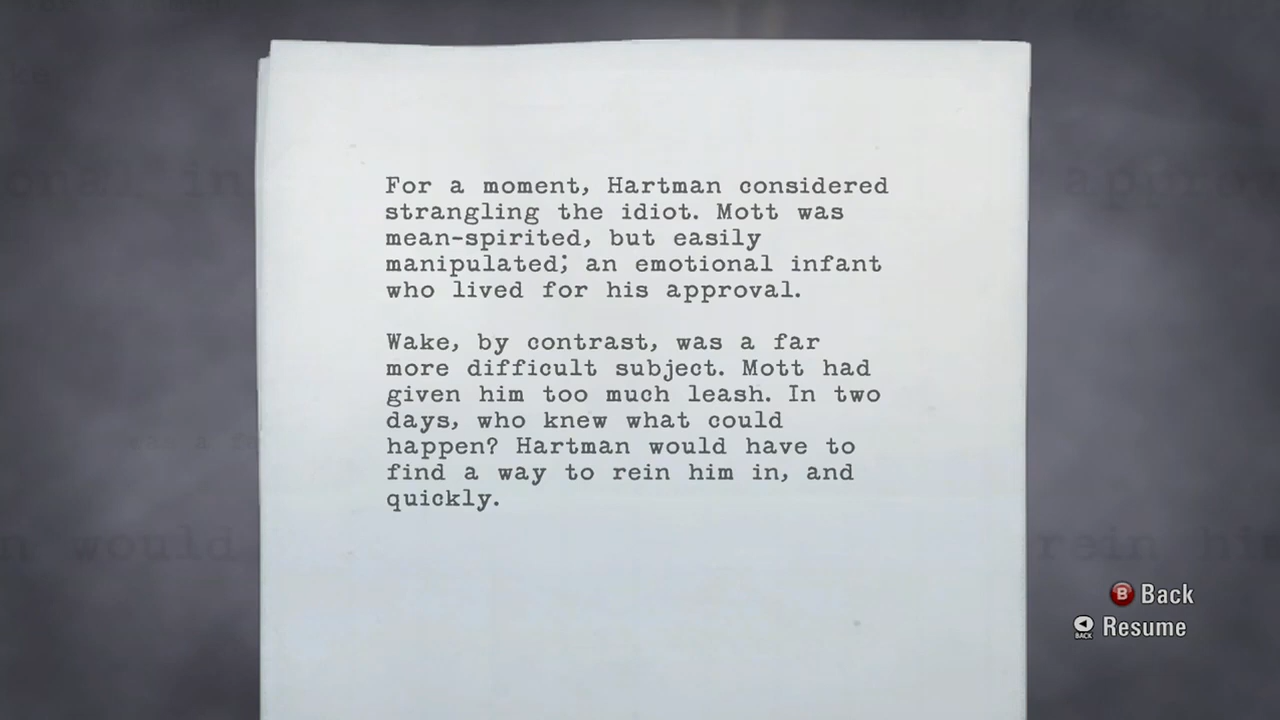 For a moment, Hartman considered
strangling the idiot. Mott was
mean-spirited, but easily
manipulated; an emotional infant
who lived for his approval.
Wake, by contrast, was a far
more difficult subject. Mott had
given him too much leash. In two
days, who knew what could
happen? Hartman would have to
find a way to rein him in, and
quickly.
B Back
BACK Resume